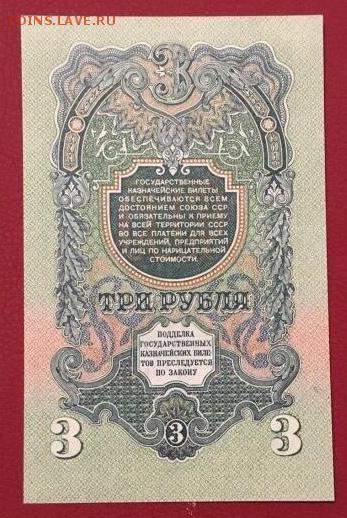 COINS.LAVE.RU
3
ГОСУДАРСТВЕННЫЕ
КАЗНАЧЕЙСКИЕ БИЛЕТЫ
ОБЕСПЕЧИВАЮТСЯ ВСЕМ
ДОСТОЯНИЕМ СОЮЗА ССР
И ОБЯЗАТЕЛЬНЫ К ПРИЕМУ
НА ВСЕЙ ТЕРРИТОРИИ СССР
ВО ВСЕ ПЛАТЕЖИ ДЛЯ ВСЕХ
УЧРЕЖДЕНИЙ, ПРЕДПРИЯТИЙ
И ЛИЦ ПО НАРИЦАТЕЛЬНОЙ
СТОИМОСТИ.
ТРИ РУБЛЯ
ПОДДЕЛКА
ГОСУДАРСТВЕННЫХ
КАЗНАЧЕЙСКИХ БИЛЕ
ТОВ ПРЕСЛЕДУЕТСЯ
ПО ЗАКОНУ
3 3 3